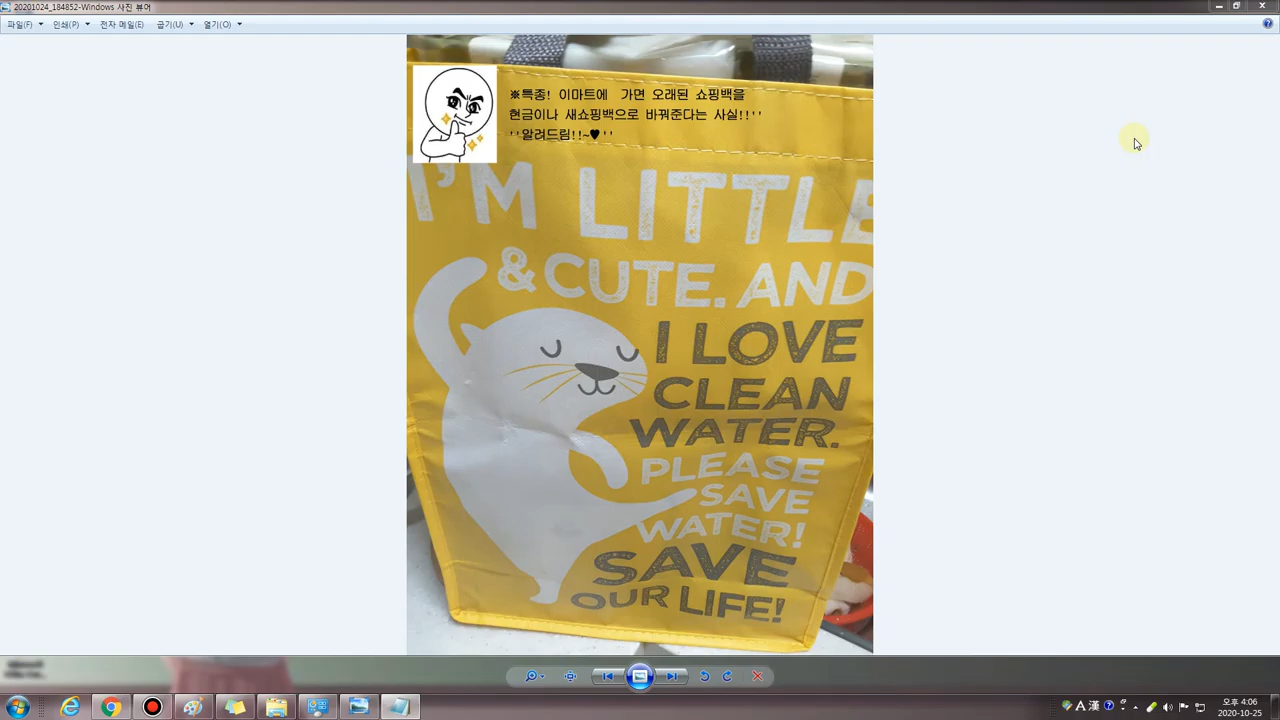 20201024_184852-Windows 사진 뷰어
파일(F) 인쇄(P) 전자 메일(E) 굽기(U) 열기(O)
※특종! 이마트에 가면 오래된 쇼핑백을
현금이나 새쇼핑백으로 바꿔준다는 사실!!''
''알려드림!!~♥''
I'M LITTLE
& CUTE. AND
I LOVE
CLEAN
WATER.
PLEASE
SAVE
WATER!
SAVE
OUR LIFE!
A 漢
오후 4:06
2020-10-25